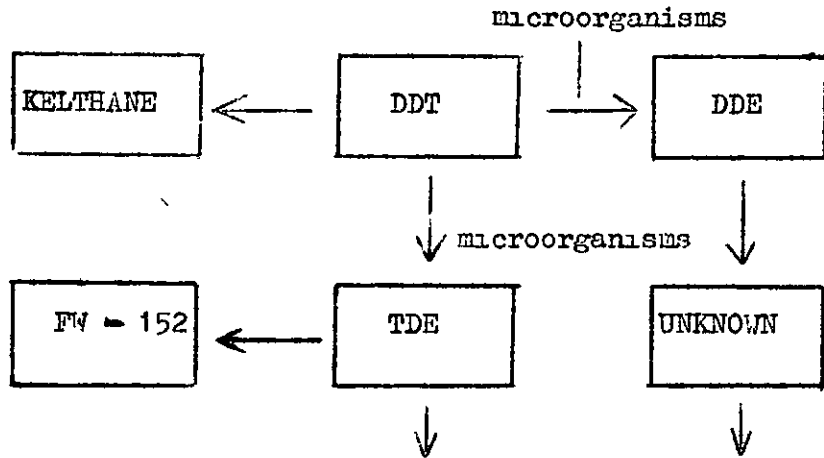 microorganisms
KELTHANE
DDT
DDE
microorganisms
FW - 152
TDE
UNKNOWN